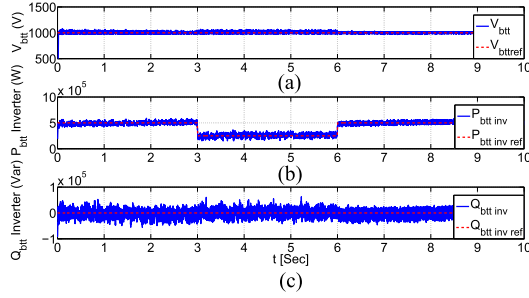 V_btt (V)
1500
1000
500
0 1 2 3 4 5 6 7 8 9 10
V_btt
V_bttref
(a)
P_btt Inverter (W)
x 10^5
10
5
0
0 1 2 3 4 5 6 7 8 9 10
P_btt inv
P_btt inv ref
(b)
Q_btt Inverter (Var)
x 10^5
1
0
-1
0 1 2 3 4 5 6 7 8 9 10
Q_btt inv
Q_btt inv ref
t [Sec]
(c)